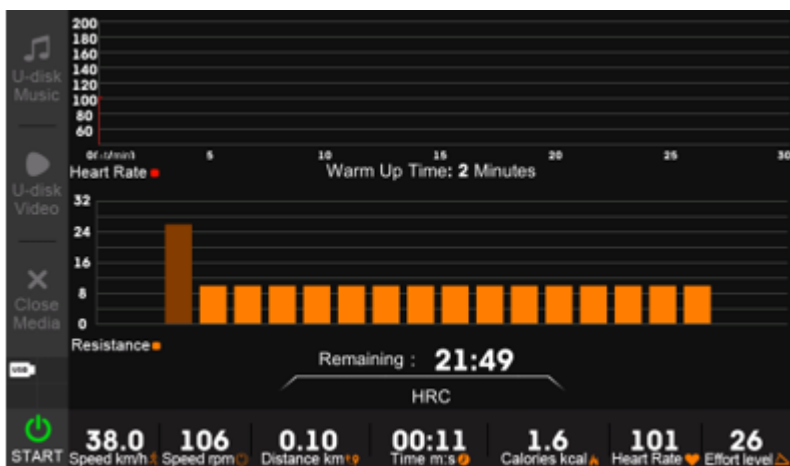 200
180
160
140
120
100
80
60
5 10 15 20 25 30
Heart Rate
Warm Up Time: 2 Minutes
32
24
16
8
0
Resistance
Remaining : 21:49
HRC
U-disk
Music
U-disk
Video
Close
Media
USB
START
38.0 106 0.10 00:11 1.6 101 26
Speed km/h Speed rpm Distance km Time m:s Calories kcal Heart Rate Effort level